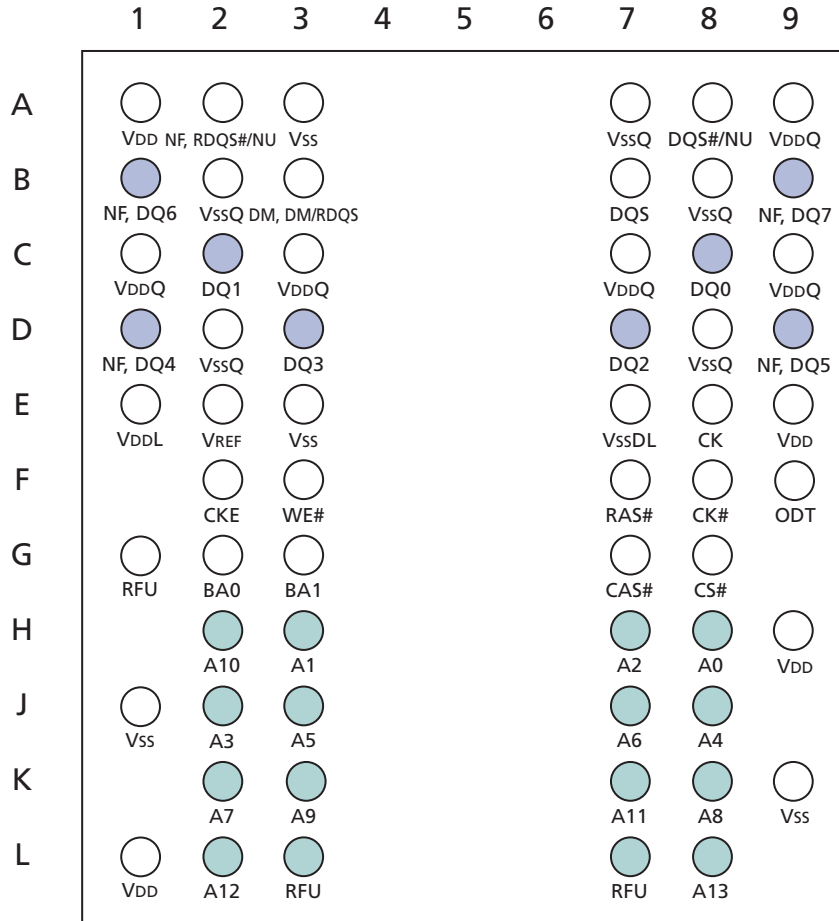 1 2 3 4 5 6 7 8 9
A
VDD NF, RDQS#/NU VSS VSSQ DQS#/NU VDDQ
B
NF, DQ6 VSSQ DM, DM/RDQS DQS VSSQ NF, DQ7
C
VDDQ DQ1 VDDQ VDDQ DQ0 VDDQ
D
NF, DQ4 VSSQ DQ3 DQ2 VSSQ NF, DQ5
E
VDDL VREF VSS VSSDL CK VDD
F
CKE WE# RAS# CK# ODT
G
RFU BA0 BA1 CAS# CS#
H
A10 A1 A2 A0 VDD
J
VSS A3 A5 A6 A4
K
A7 A9 A11 A8 VSS
L
VDD A12 RFU RFU A13